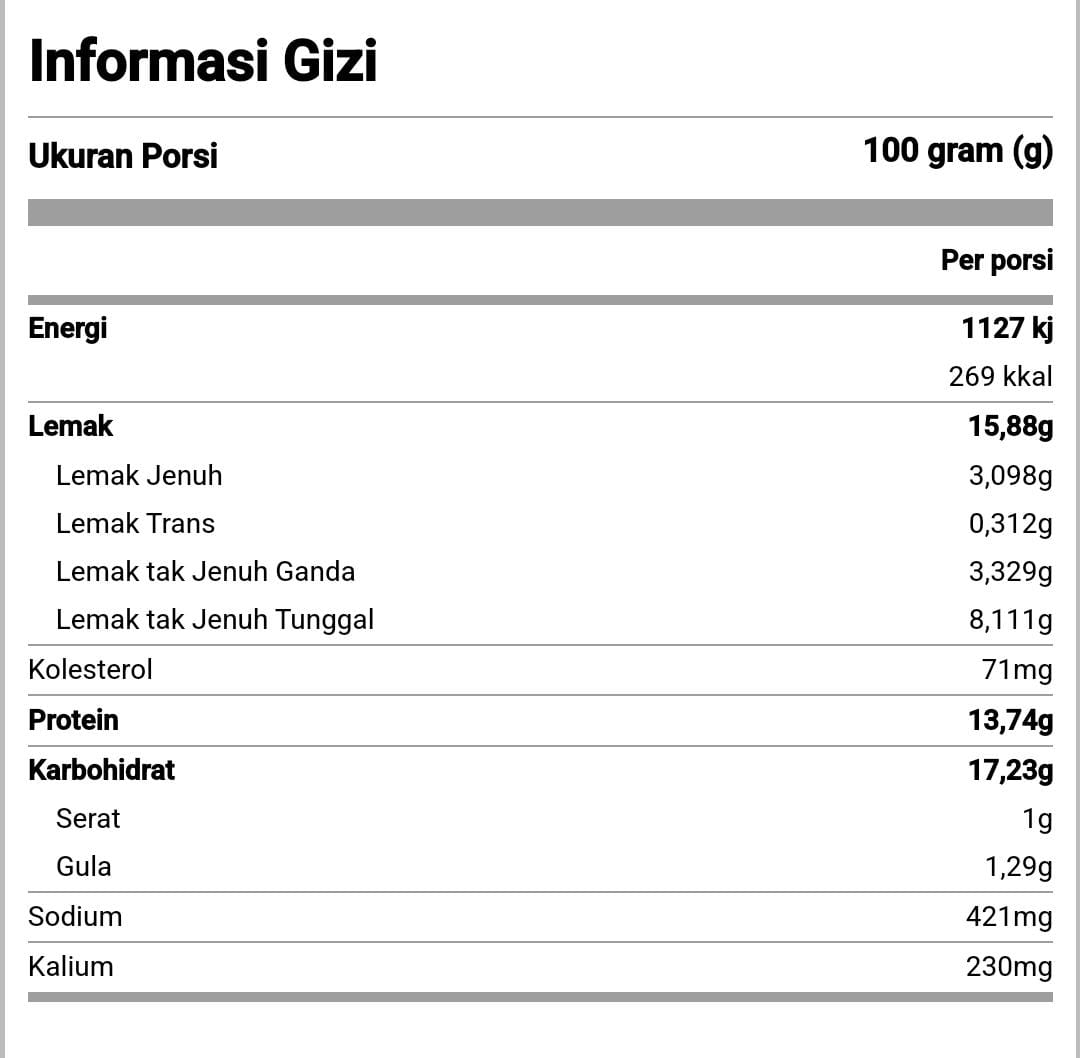 Informasi Gizi
Ukuran Porsi 100 gram (g)
Per porsi
Energi 1127 kj
269 kkal
Lemak 15,88g
Lemak Jenuh 3,098g
Lemak Trans 0,312g
Lemak tak Jenuh Ganda 3,329g
Lemak tak Jenuh Tunggal 8,111g
Kolesterol 71mg
Protein 13,74g
Karbohidrat 17,23g
Serat 1g
Gula 1,29g
Sodium 421mg
Kalium 230mg